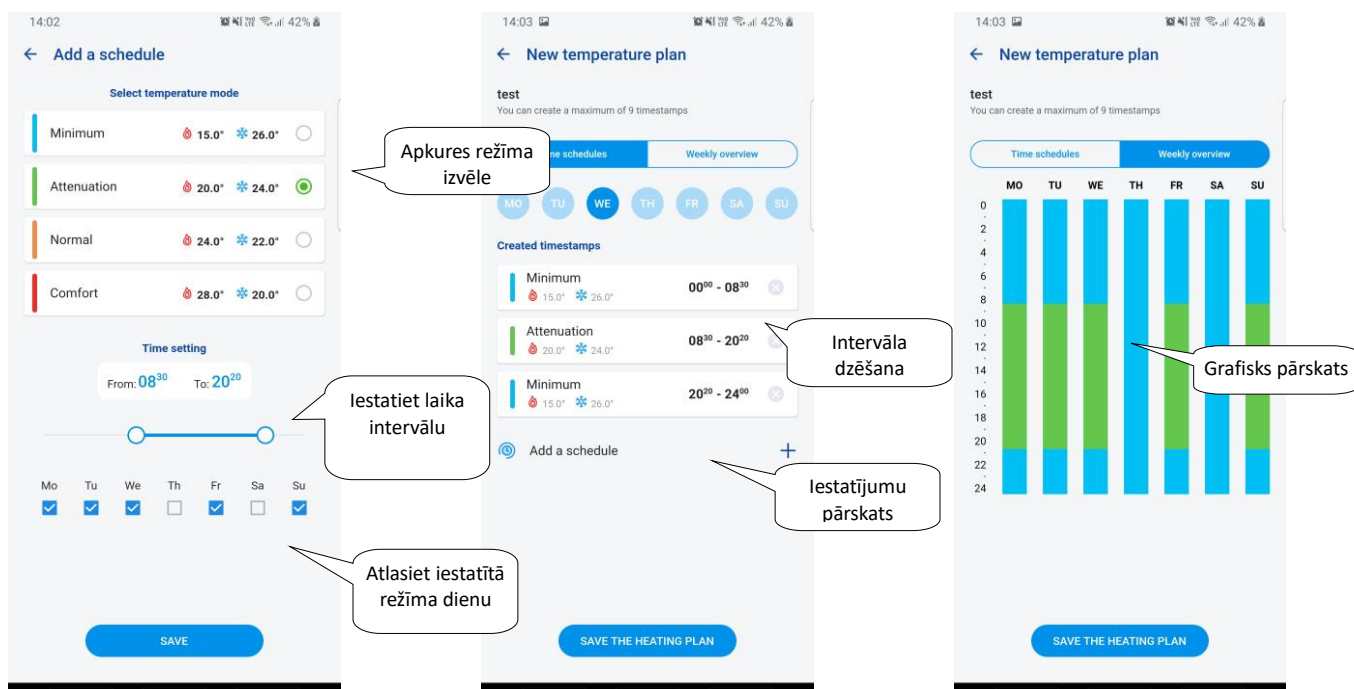 14:02
42%
← Add a schedule
Select temperature mode
Minimum 15.0° 26.0°
Attenuation 20.0° 24.0°
Normal 24.0° 22.0°
Comfort 28.0° 20.0°
Time setting
From: 08³⁰ To: 20²⁰
Mo Tu We Th Fr Sa Su
SAVE
Apkures režīma
izvēle
Iestatiet laika
intervālu
Atlasiet iestatītā
režīma dienu
14:03
42%
← New temperature plan
test
You can create a maximum of 9 timestamps
me schedules Weekly overview
MO TU WE TH FR SA SU
Created timestamps
Minimum
15.0° 26.0°
00⁰⁰ - 08³⁰
Attenuation
20.0° 24.0°
08³⁰ - 20²⁰
Minimum
15.0° 26.0°
20²⁰ - 24⁰⁰
Add a schedule +
SAVE THE HEATING PLAN
Intervāla
dzēšana
Iestatījumu
pārskats
14:03
42%
← New temperature plan
test
You can create a maximum of 9 timestamps
Time schedules Weekly overview
MO TU WE TH FR SA SU
0
2
4
6
8
10
12
14
16
18
20
22
24
Grafisks pārskats
SAVE THE HEATING PLAN